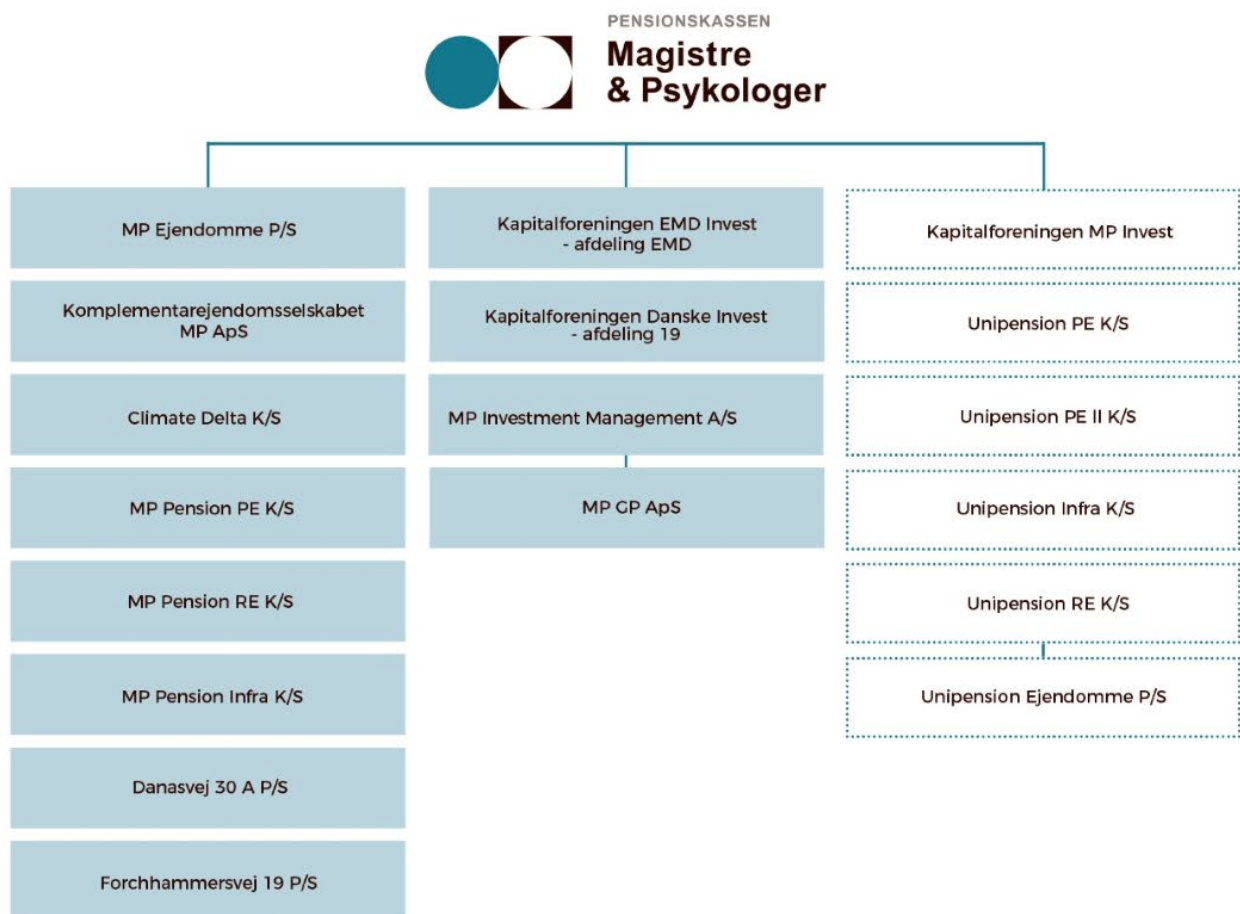 PENSIONSKASSEN
Magistre
& Psykologer
MP Ejendomme P/S
Komplementarejendomsselskabet
MP ApS
Climate Delta K/S
MP Pension PE K/S
MP Pension RE K/S
MP Pension Infra K/S
Danasvej 30 A P/S
Forchhammersvej 19 P/S
Kapitalforeningen EMD Invest
- afdeling EMD
Kapitalforeningen Danske Invest
- afdeling 19
MP Investment Management A/S
MP GP ApS
Kapitalforeningen MP Invest
Unipension PE K/S
Unipension PE II K/S
Unipension Infra K/S
Unipension RE K/S
Unipension Ejendomme P/S